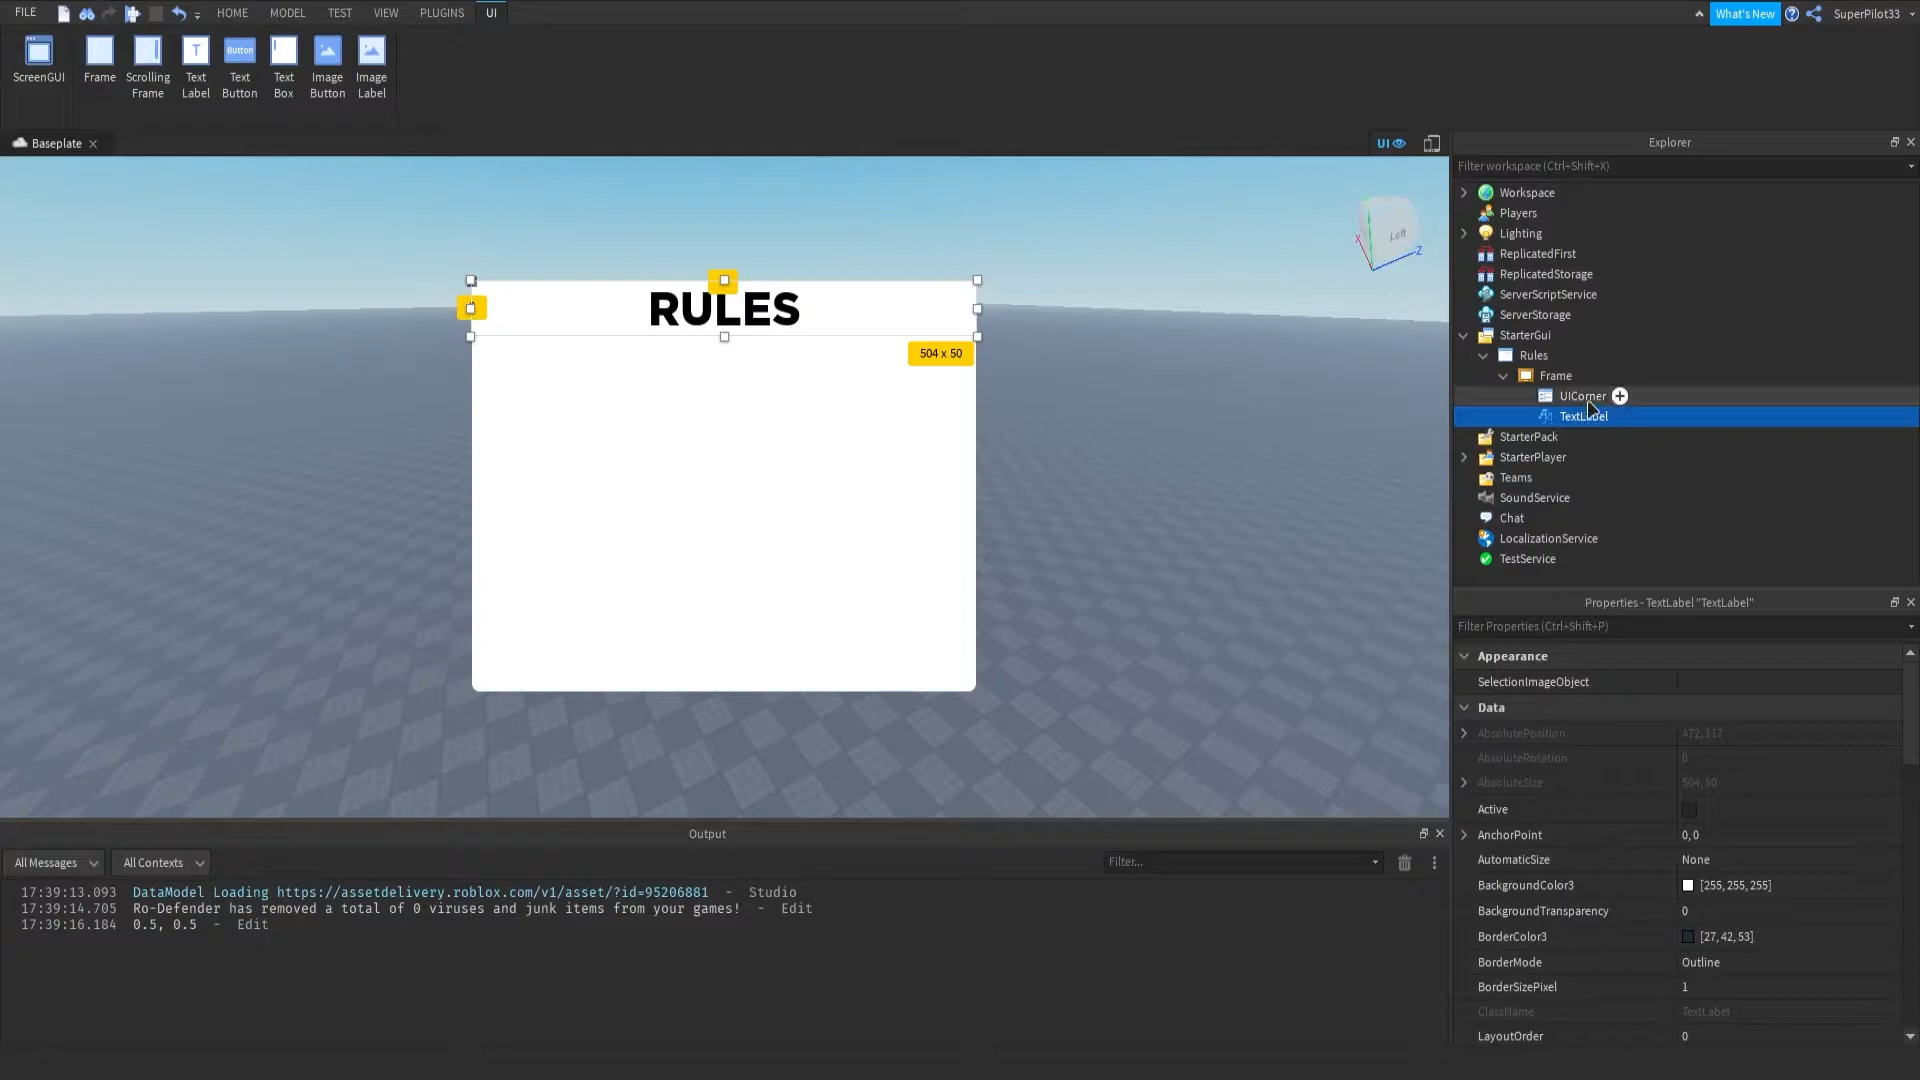 FILE
HOME
MODEL
TEST
VIEW
PLUGINS
UI
What's New
SuperPilot33
ScreenGUI
Frame
Scrolling
Frame
Text
Label
Button
Text
Button
Text
Box
Image
Button
Image
Label
Baseplate
UI
Left
X
Z
RULES
504 x 50
Explorer
Filter workspace (Ctrl+Shift+X)
Workspace
Players
Lighting
ReplicatedFirst
ReplicatedStorage
ServerScriptService
ServerStorage
StarterGui
Rules
Frame
UICorner
TextLabel
StarterPack
StarterPlayer
Teams
SoundService
Chat
LocalizationService
TestService
Properties - TextLabel "TextLabel"
Filter Properties (Ctrl+Shift+P)
Appearance
SelectionImageObject
Data
AbsolutePosition 472, 117
AbsoluteRotation 0
AbsoluteSize 504, 50
Active
AnchorPoint 0, 0
AutomaticSize None
BackgroundColor3 [255, 255, 255]
BackgroundTransparency 0
BorderColor3 [27, 42, 53]
BorderMode Outline
BorderSizePixel 1
ClassName TextLabel
LayoutOrder 0
Output
All Messages
All Contexts
Filter...
17:39:13.093 DataModel Loading https://assetdelivery.roblox.com/v1/asset/?id=95206881 - Studio
17:39:14.705 Ro-Defender has removed a total of 0 viruses and junk items from your games! - Edit
17:39:16.184 0.5, 0.5 - Edit